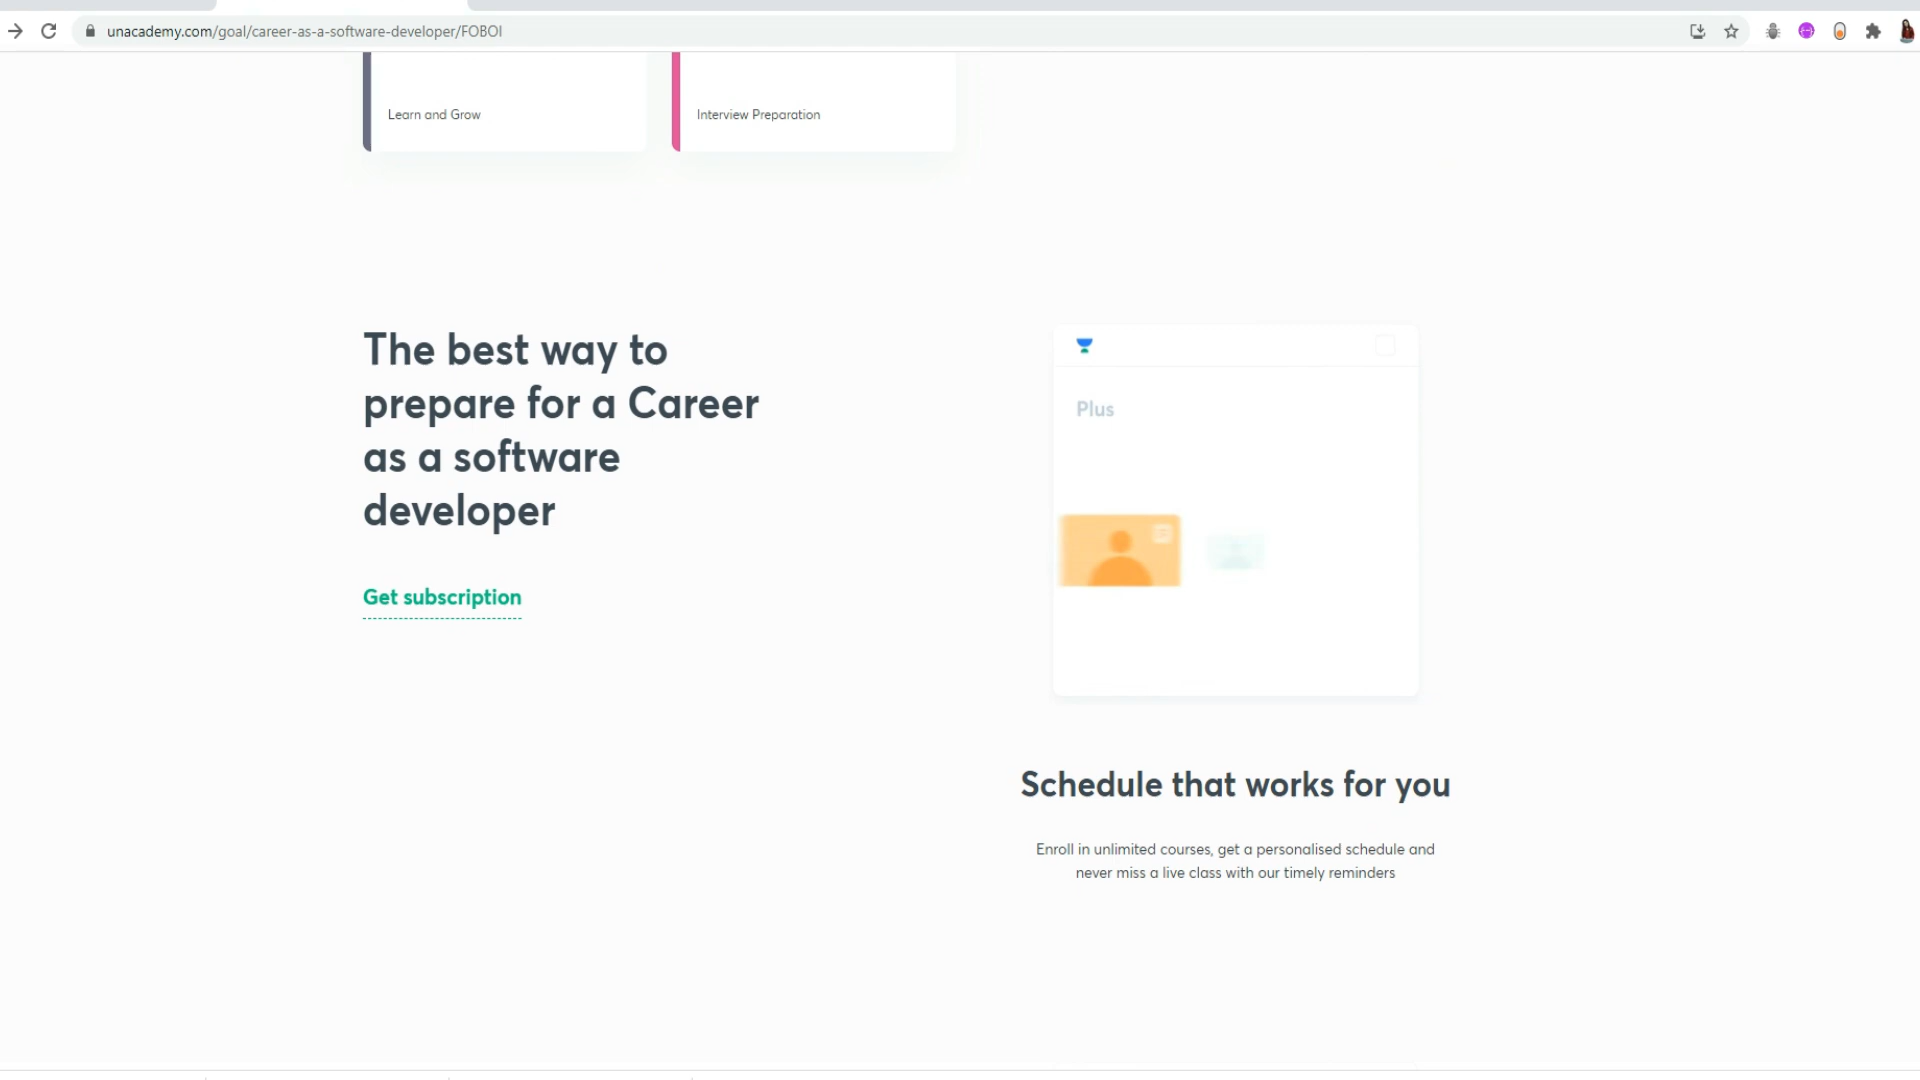 unacademy.com/goal/career-as-a-software-developer/FOBOI
Learn and Grow
Interview Preparation
The best way to
prepare for a Career
as a software
developer
Get subscription
Plus
Schedule that works for you
Enroll in unlimited courses, get a personalised schedule and
never miss a live class with our timely reminders